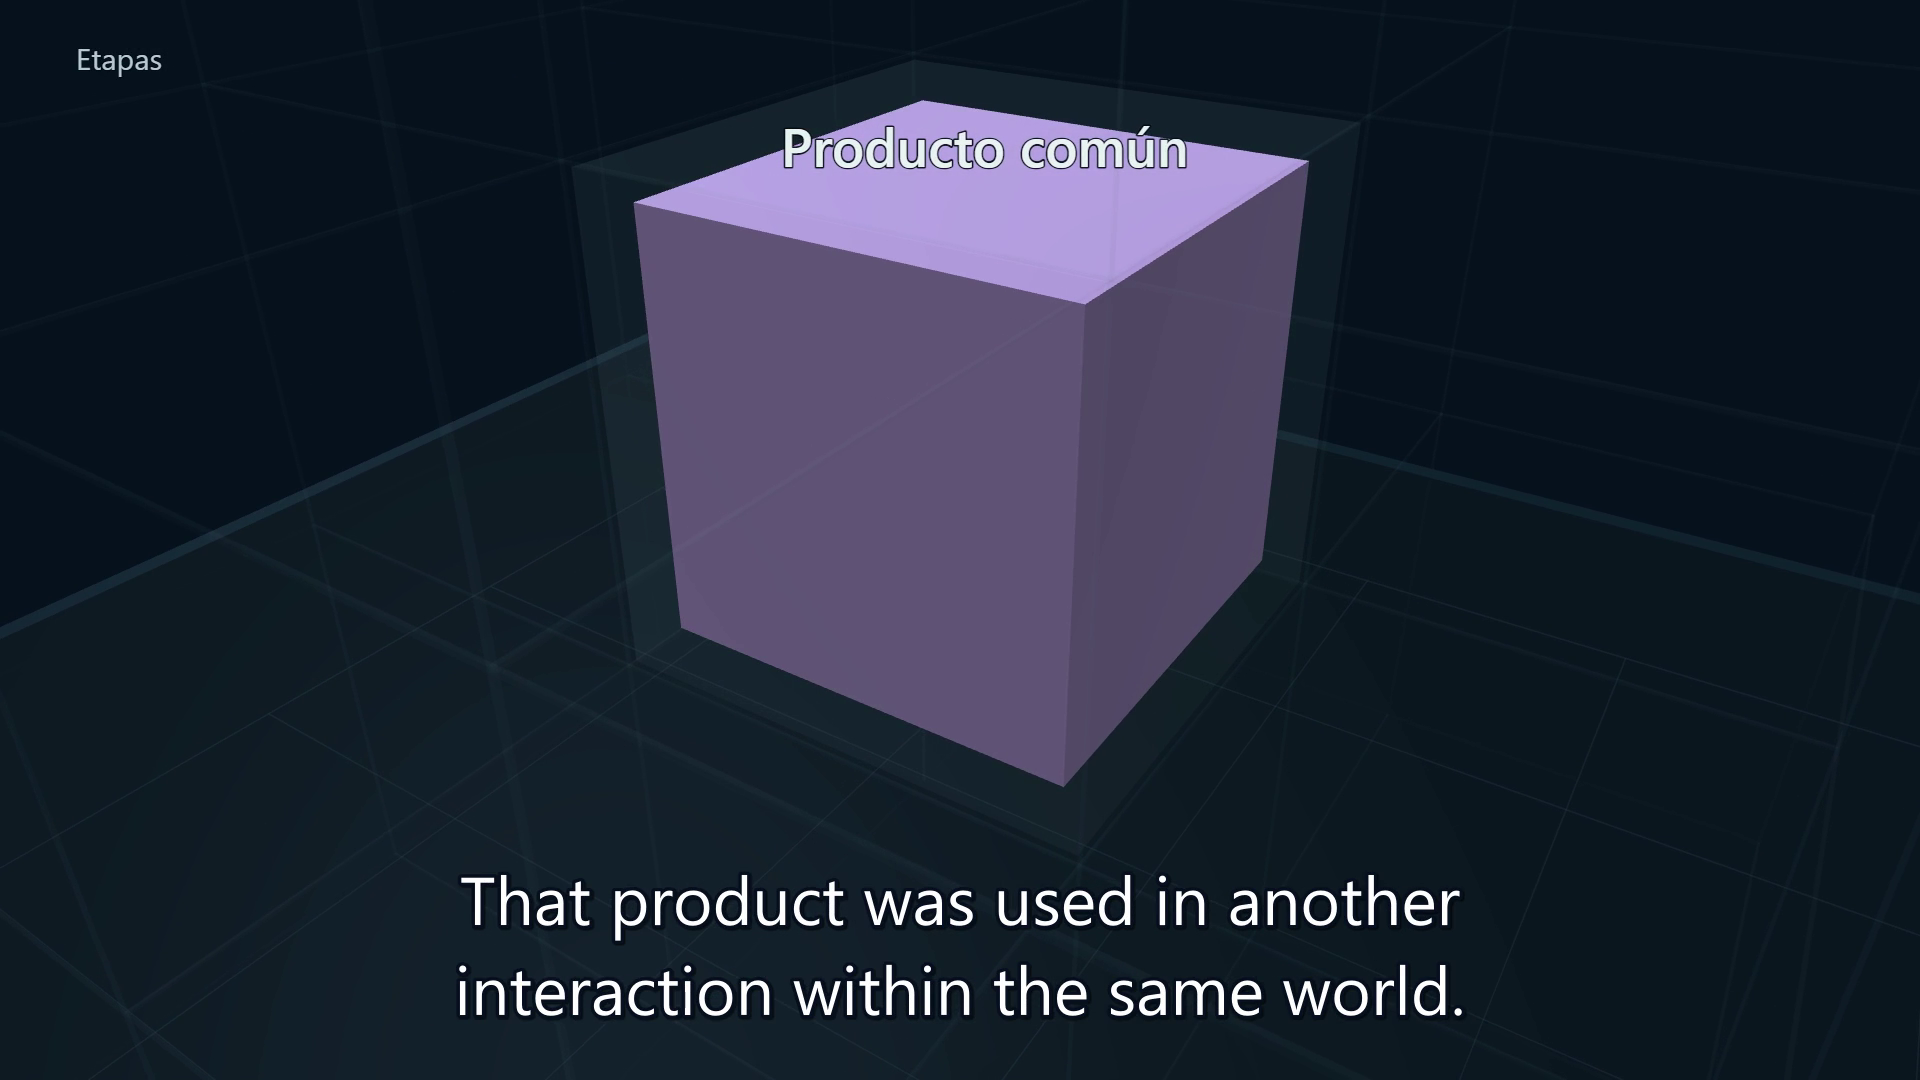 Etapas
Producto común
That product was used in another
interaction within the same world.